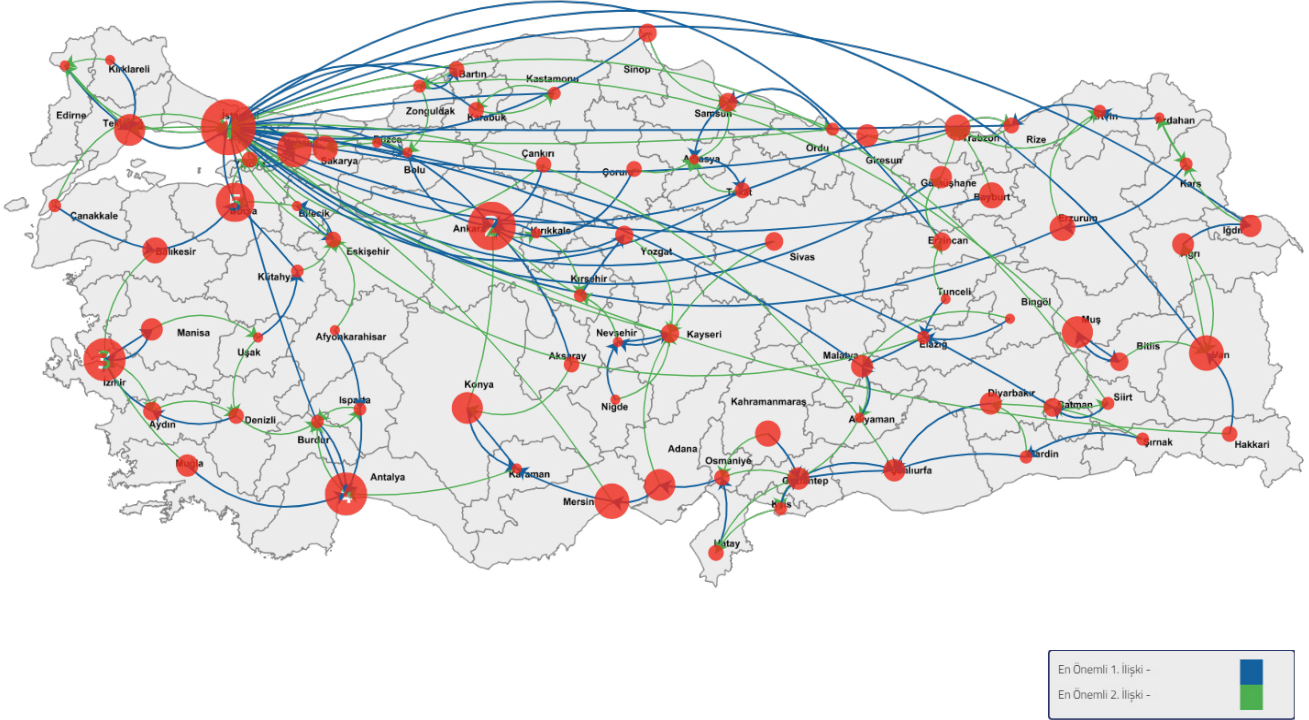 Sinop
Kırklareli
Bartın
Kastamonu
Zonguldak
Karabük
Samsun
Edirne
Ordu
Trabzon
Rize
Artvin
Ardahan
Giresun
Sakarya
Bolu
Çankırı
Çorum
Amasya
Tokat
Gümüşhane
Bayburt
Kars
Çanakkale
Bursa
Bilecik
Ankara
Kırıkkale
Erzurum
Iğdır
Balıkesir
Eskişehir
Yozgat
Sivas
Erzincan
Ağrı
Kütahya
Kırşehir
Tunceli
Bingöl
Manisa
Afyonkarahisar
Nevşehir
Kayseri
Elazığ
Muş
Bitlis
Van
Uşak
Aksaray
Malatya
3
İzmir
Konya
Niğde
Kahramanmaraş
Diyarbakır
Batman
Siirt
Isparta
Aydın
Denizli
Burdur
Adıyaman
Şırnak
Hakkari
Mardin
Muğla
Antalya
Karaman
Adana
Osmaniye
Gaziantep
Şanlıurfa
Mersin
Kilis
Hatay
En Önemli 1. İlişki -
En Önemli 2. İlişki -